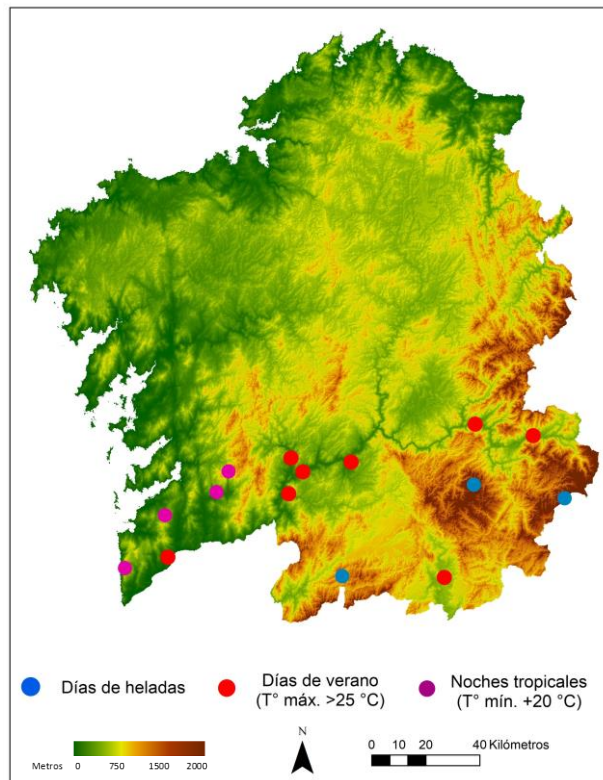 Días de heladas
Días de verano
(T° máx. >25 °C)
Noches tropicales
(T° mín. +20 °C)
Metros 0 750 1500 2000
N
0 10 20 40 Kilómetros